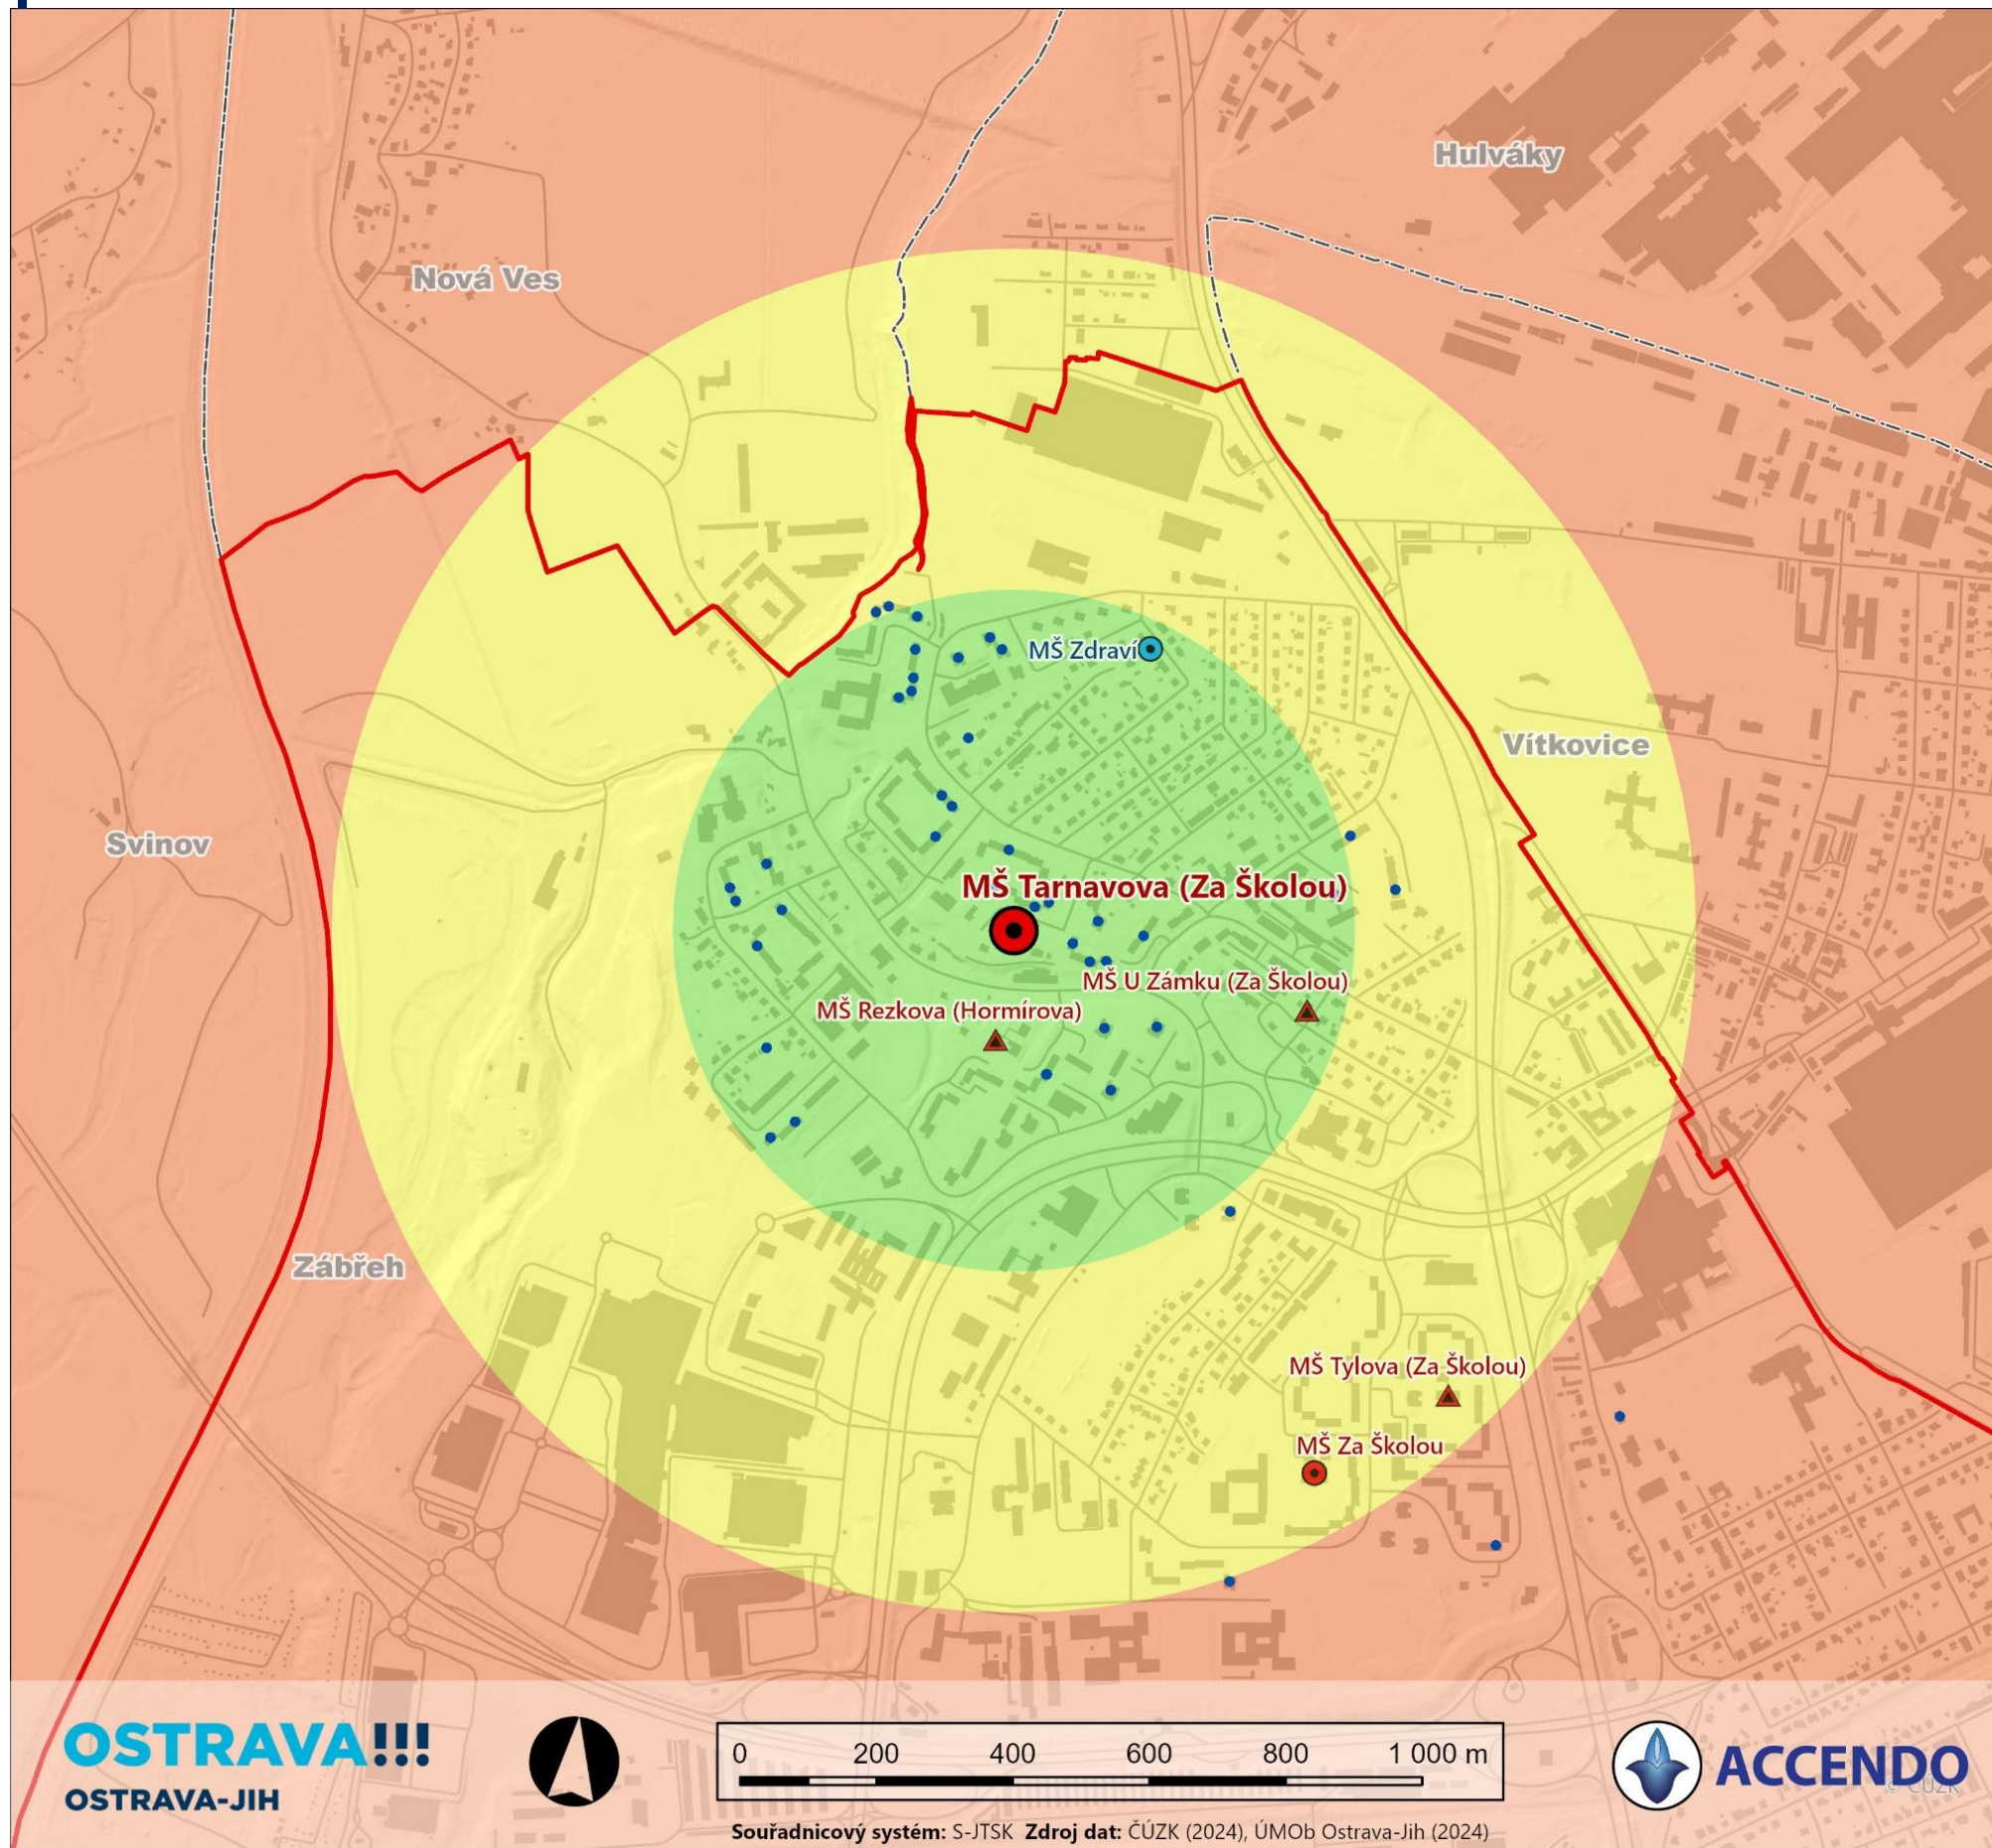 Hulváky
Nová Ves
MŠ Zdraví
Vítkovice
Svinov
MŠ Tarnavova (Za Školou)
MŠ U Zámku (Za Školou)
MŠ Rezkova (Hormírova)
Zábřeh
MŠ Tylova (Za Školou)
MŠ Za Školou
OSTRAVA!!!
OSTRAVA-JIH
0 200 400 600 800 1 000 m
ACCENDO
© ČÚZK
Souřadnicový systém: S-JTSK Zdroj dat: ČÚZK (2024), ÚMOb Ostrava-Jih (2024)